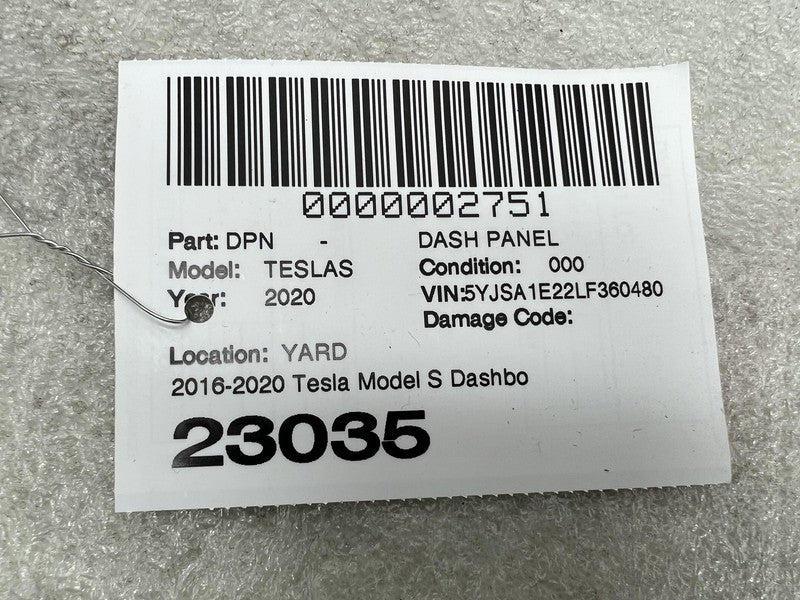 0000002751
Part: DPN - DASH PANEL
Model: TESLAS Condition: 000
Year: 2020 VIN:5YJSA1E22LF360480
Damage Code:
Location: YARD
2016-2020 Tesla Model S Dashbo
23035